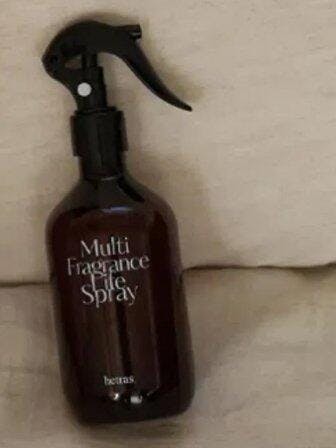 Multi
Fragrance
Life
Spray
hetras